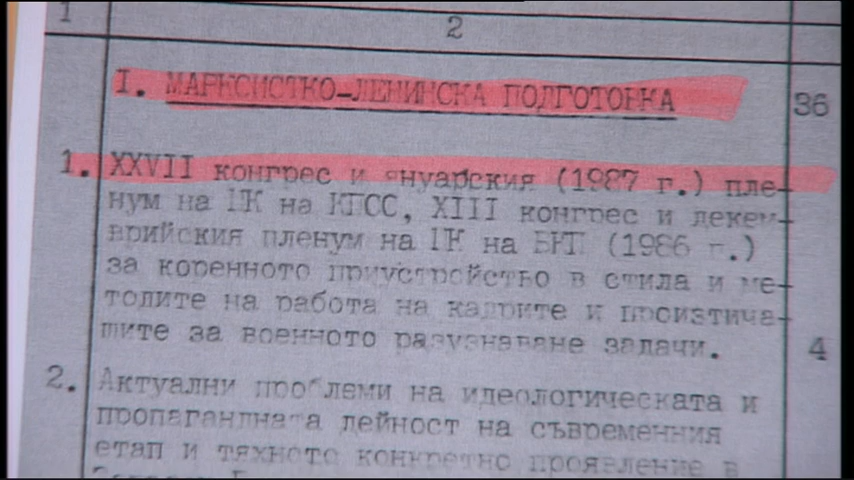 1 2
I. МАРКСИСТКО-ЛЕНИНСКА ПОДГОТОВКА 36
1. XXVII конгрес и януарския (1987 г.) пле-
нум на ЦК на КПСС, XIII конгрес и декем-
врийския пленум на ЦК на БКП (1986 г.)
за коренното приустройство в стила и ме-
тодите на работа на кадрите и произтича-
щите за военното разузнаване задачи. 4
2. Актуални проблеми на идеологическата и
пропагандната дейност на съвременния
етап и тяхното конкретно проявление в